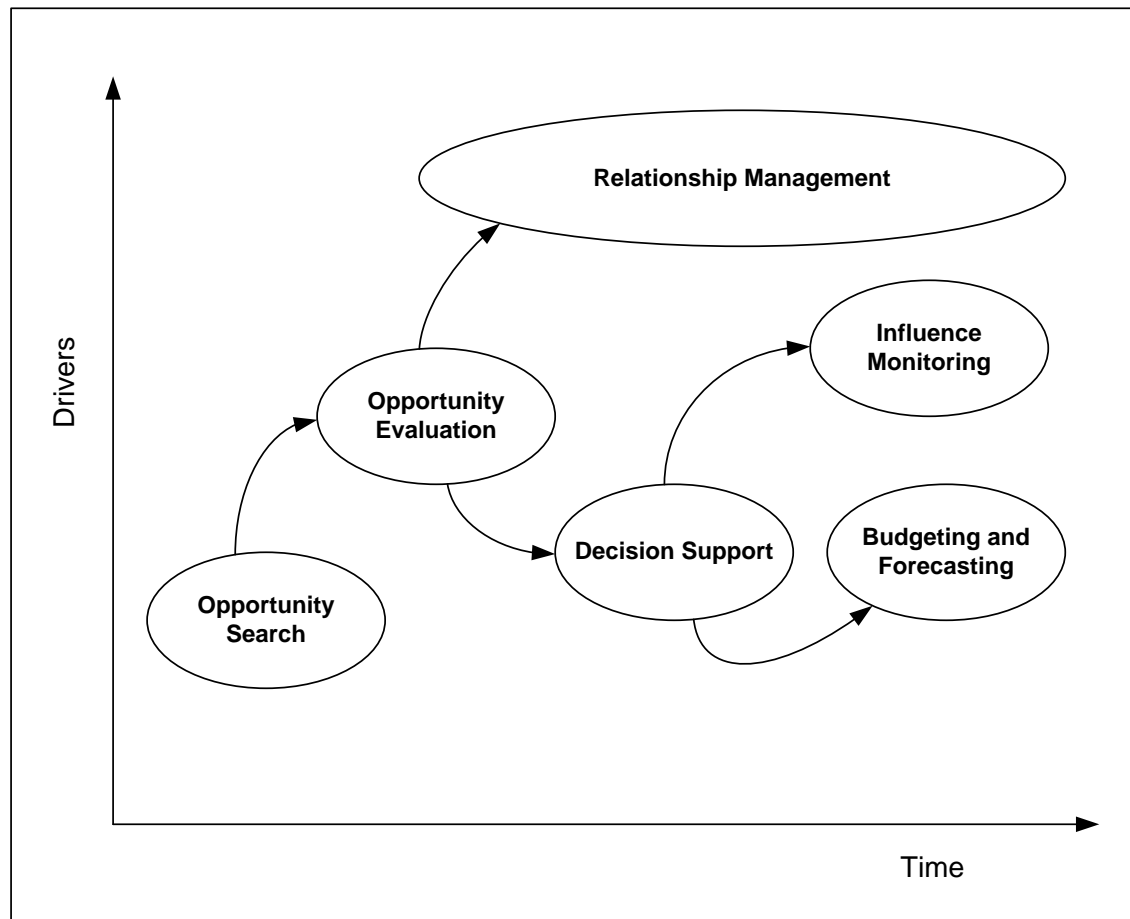 Relationship Management
Influence
Monitoring
Drivers
Opportunity
Evaluation
Decision Support
Budgeting and
Forecasting
Opportunity
Search
Time